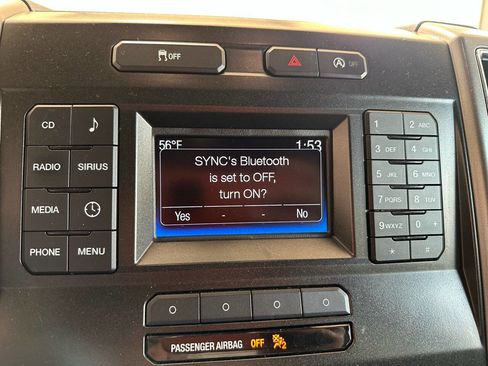 OFF
OFF
CD
RADIO SIRIUS
MEDIA
PHONE MENU
56°F 1:53
SYNC's Bluetooth
is set to OFF,
turn ON?
Yes - - No
1 2 ABC
3 DEF 4 GHI
5 JKL 6 MNO
7 PQRS 8 TUV
9 WXYZ 0 +
* #
PASSENGER AIRBAG OFF 2